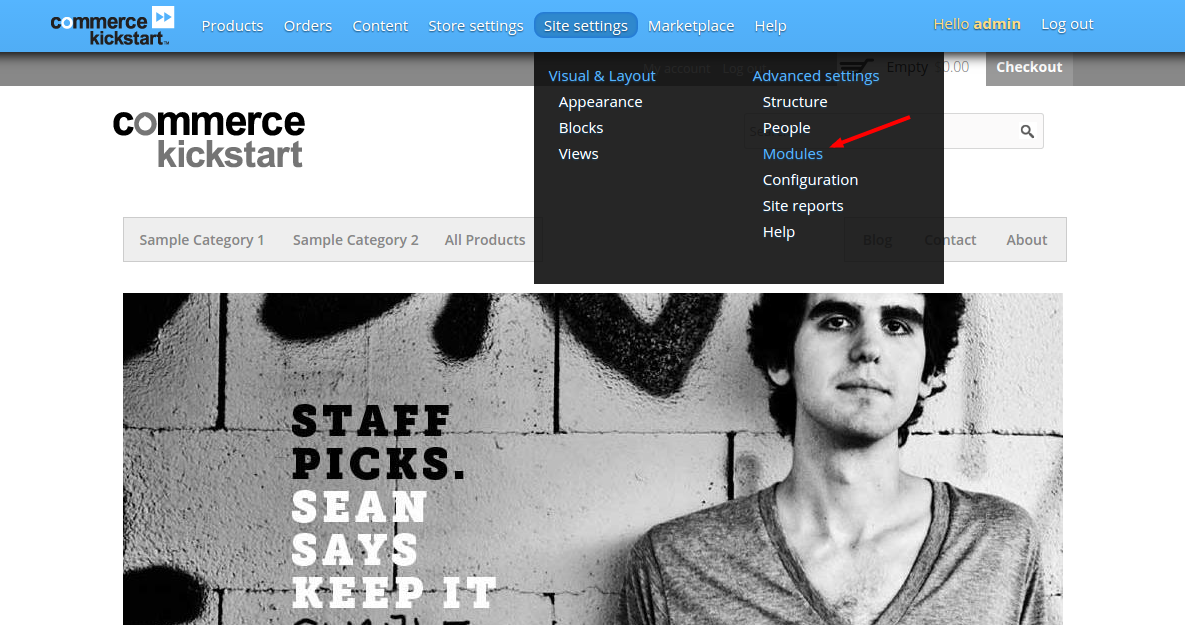 commerce
kickstart™
Products Orders Content Store settings Site settings Marketplace Help Hello admin Log out
My account Log out Empty $0.00 Checkout
Visual & Layout
Appearance
Blocks
Views
Advanced settings
Structure
People
Modules
Configuration
Site reports
Help
commerce
kickstart
Sample Category 1 Sample Category 2 All Products Blog Contact About
STAFF
PICKS.
SEAN
SAYS
KEEP IT